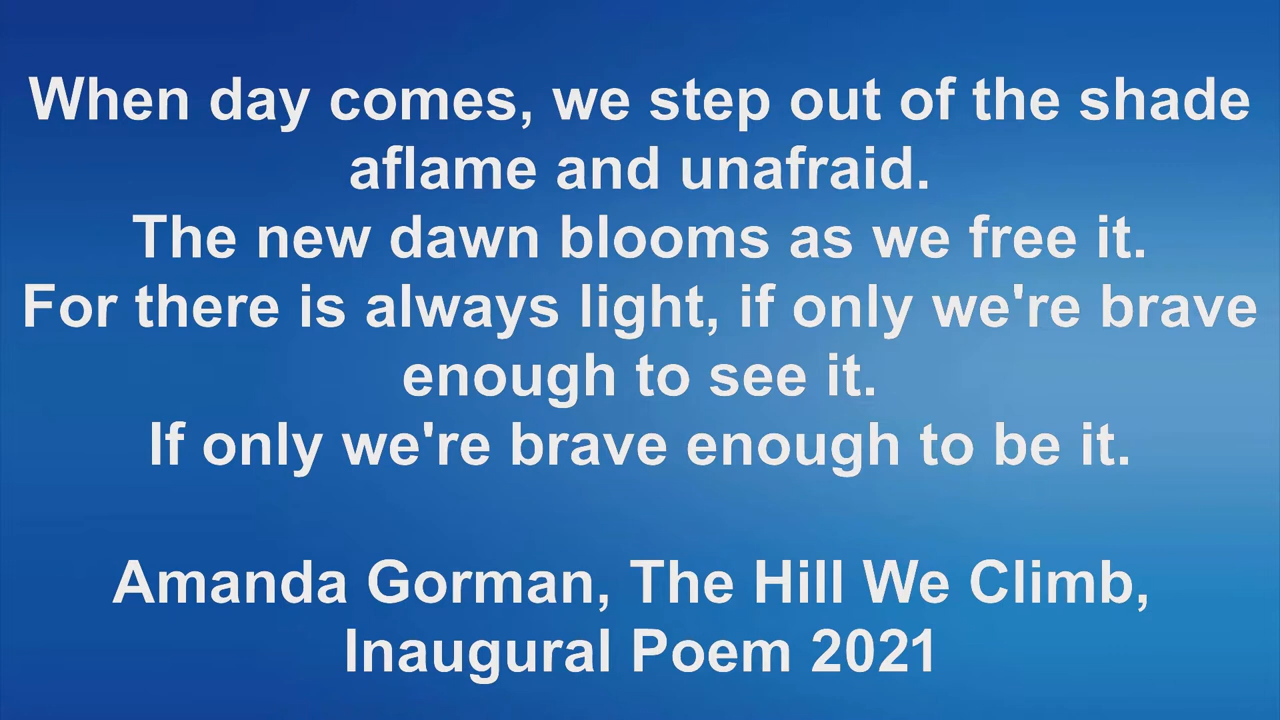 When day comes, we step out of the shade
aflame and unafraid.
The new dawn blooms as we free it.
For there is always light, if only we're brave
enough to see it.
If only we're brave enough to be it.
Amanda Gorman, The Hill We Climb,
Inaugural Poem 2021